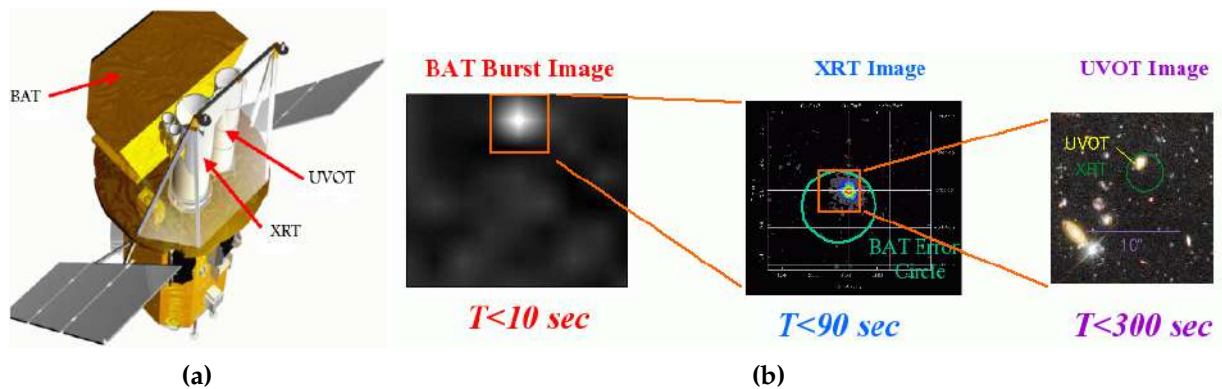 BAT
UVOT
XRT
(a)
BAT Burst Image
T<10 sec
XRT Image
BAT Error
Circle
T<90 sec
UVOT Image
UVOT
XRT
10"
T<300 sec
(b)